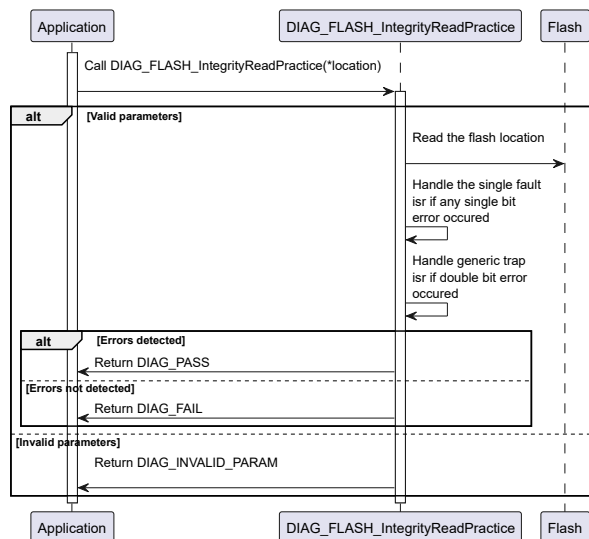 Application
DIAG_FLASH_IntegrityReadPractice
Flash
Call DIAG_FLASH_IntegrityReadPractice(*location)
alt
[Valid parameters]
Read the flash location
Handle the single fault
isr if any single bit
error occured
Handle generic trap
isr if double bit error
occured
alt
[Errors detected]
Return DIAG_PASS
[Errors not detected]
Return DIAG_FAIL
[Invalid parameters]
Return DIAG_INVALID_PARAM
Application
DIAG_FLASH_IntegrityReadPractice
Flash